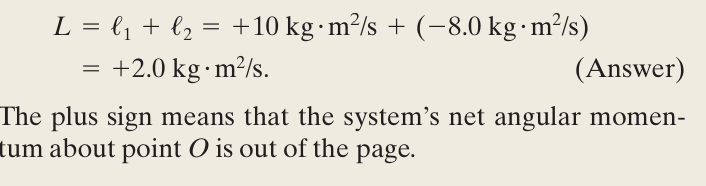 L = ℓ₁ + ℓ₂ = +10 kg·m²/s + (−8.0 kg·m²/s)
= +2.0 kg·m²/s. (Answer)
The plus sign means that the system's net angular momen-
tum about point O is out of the page.